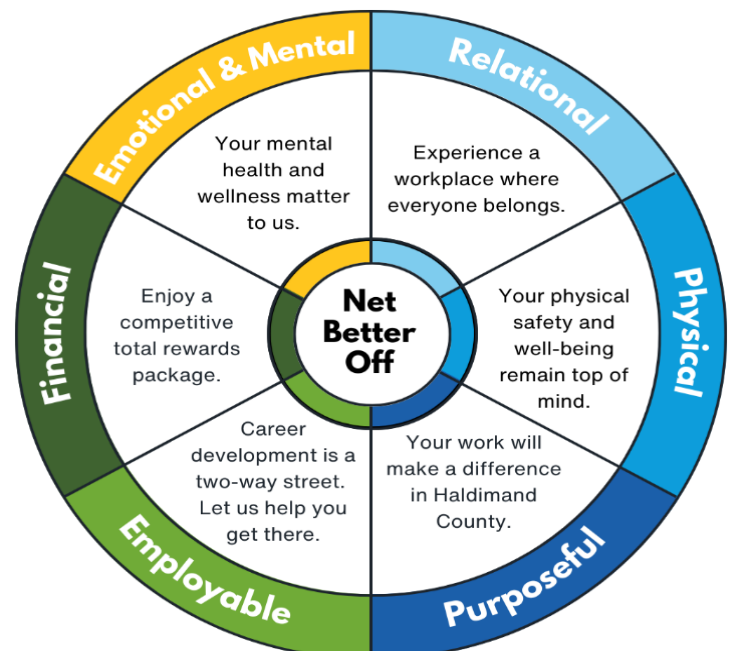 Emotional & Mental
Your mental
health and
wellness matter
to us.
Relational
Experience a
workplace where
everyone belongs.
Physical
Your physical
safety and
well-being
remain top of
mind.
Purposeful
Your work will
make a difference
in Haldimand
County.
Employable
Career
development is a
two-way street.
Let us help you
get there.
Financial
Enjoy a
competitive
total rewards
package.
Net
Better
Off